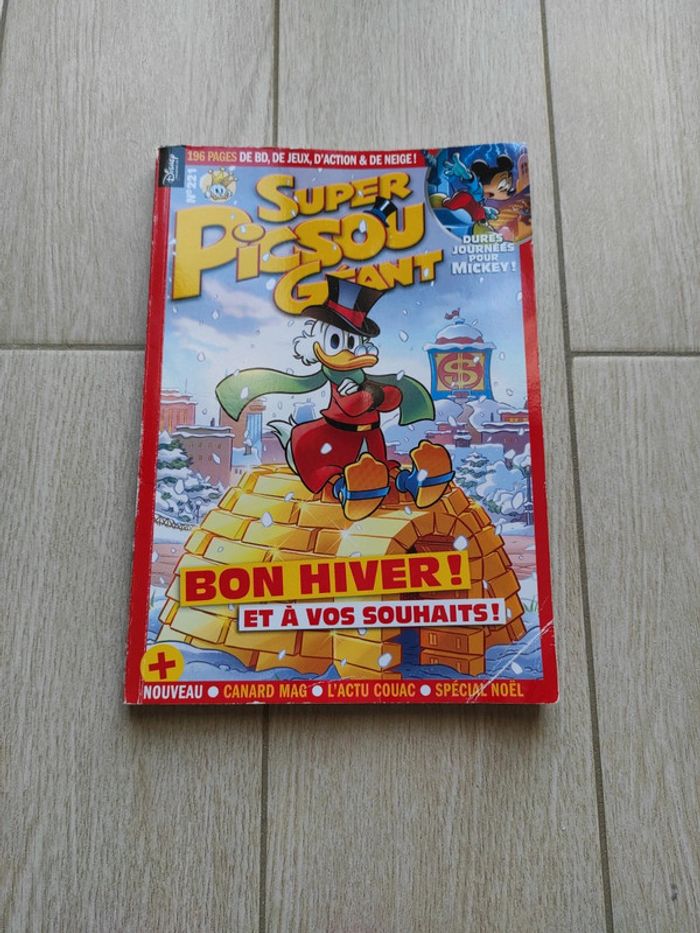 Disney
196 PAGES DE BD, DE JEUX, D'ACTION & DE NEIGE !
N°221
SUPER
PICSOU
GÉANT
DURES
JOURNÉES
POUR
MICKEY !
$
BON HIVER !
ET À VOS SOUHAITS !
+
NOUVEAU • CANARD MAG • L'ACTU COUAC • SPÉCIAL NOËL